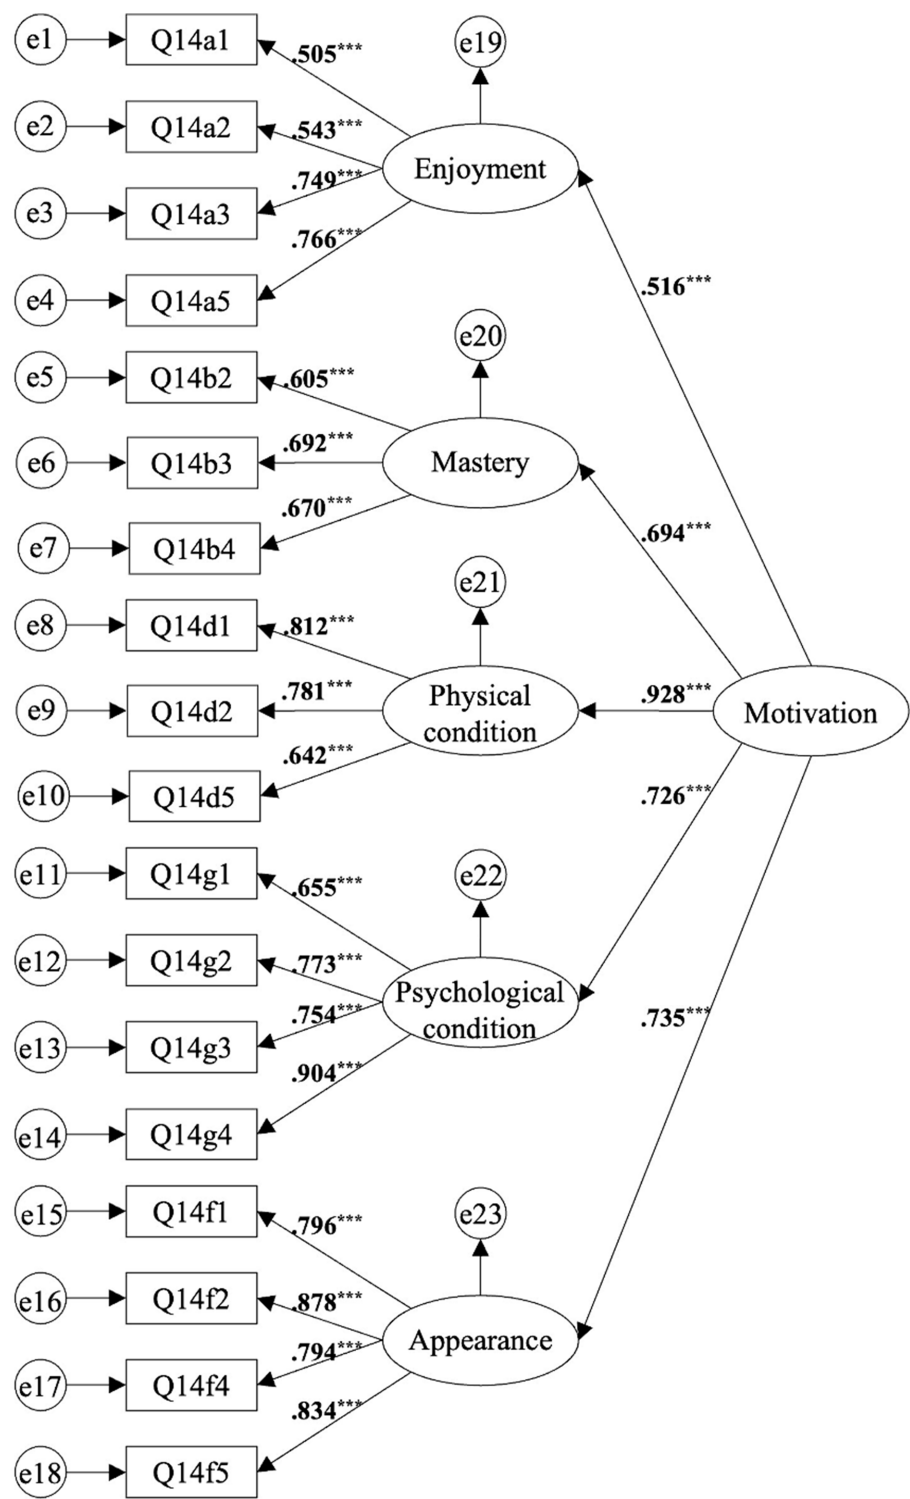 e1
Q14a1
.505***
e19
e2
Q14a2
.543***
Enjoyment
.749***
e3
Q14a3
.766***
e4
Q14a5
.516***
e20
e5
Q14b2
.605***
e6
Q14b3
.692***
Mastery
.670***
e7
Q14b4
.694***
e21
e8
Q14d1
.812***
e9
Q14d2
.781***
Physical
condition
.928***
Motivation
.642***
e10
Q14d5
.726***
e11
Q14g1
.655***
e22
e12
Q14g2
.773***
Psychological
condition
.754***
e13
Q14g3
.735***
.904***
e14
Q14g4
e15
Q14f1
.796***
e23
e16
Q14f2
.878***
Appearance
.794***
e17
Q14f4
.834***
e18
Q14f5